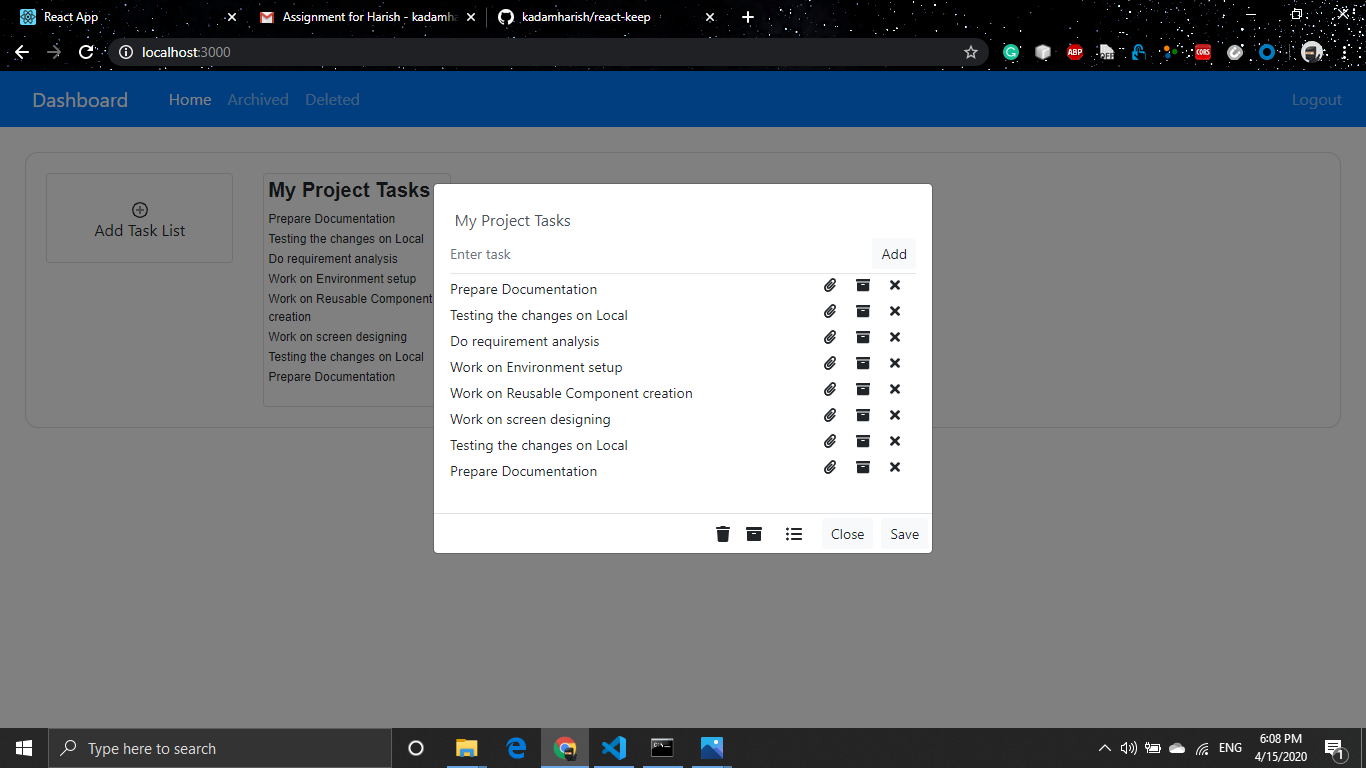 React App
Assignment for Harish - kadamha
kadamharish/react-keep
localhost:3000
ABP
OFF
CORS
Dashboard Home Archived Deleted Logout
Add Task List
My Project Tasks
Prepare Documentation
Testing the changes on Local
Do requirement analysis
Work on Environment setup
Work on Reusable Component
creation
Work on screen designing
Testing the changes on Local
Prepare Documentation
My Project Tasks
Enter task Add
Prepare Documentation
Testing the changes on Local
Do requirement analysis
Work on Environment setup
Work on Reusable Component creation
Work on screen designing
Testing the changes on Local
Prepare Documentation
Close Save
Type here to search
ENG
6:08 PM
4/15/2020
1